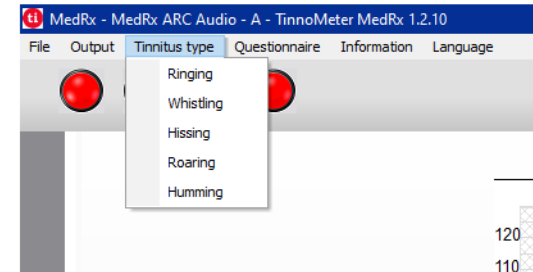 ti MedRx - MedRx ARC Audio - A - TinnoMeter MedRx 1.2.10
File Output Tinnitus type Questionnaire Information Language
Ringing
Whistling
Hissing
Roaring
Humming
120
110